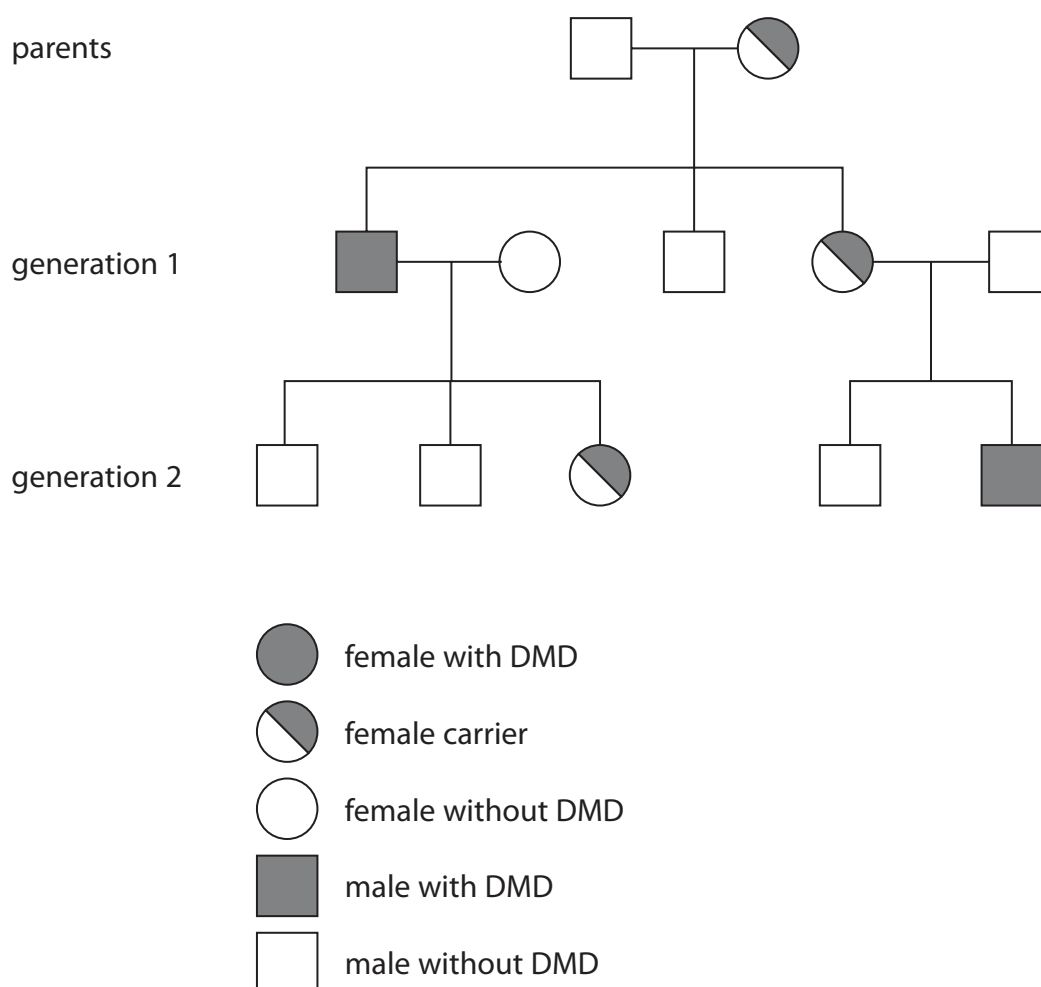 parents
generation 1
generation 2
female with DMD
female carrier
female without DMD
male with DMD
male without DMD